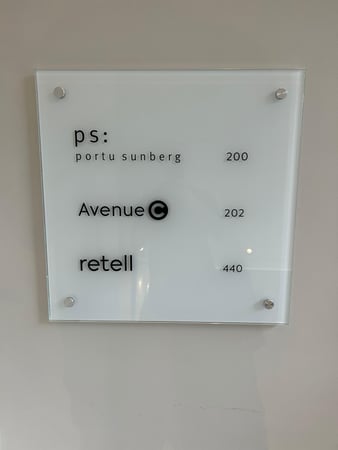 ps:
portu sunberg 200
Avenue C 202
retell 440